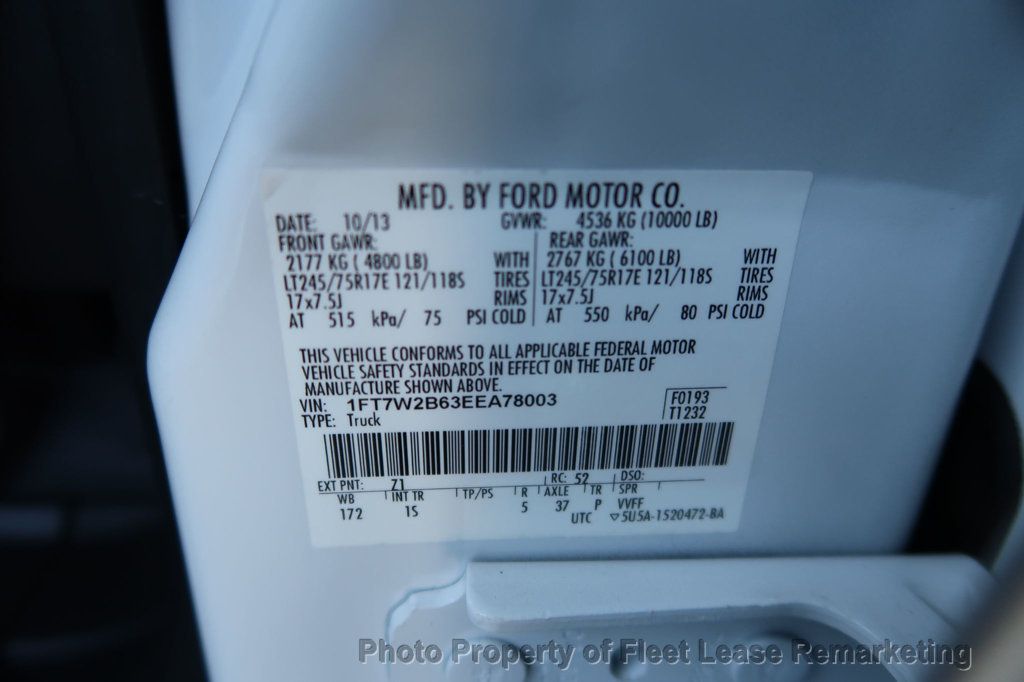 MFD. BY FORD MOTOR CO.
DATE: 10/13 GVWR: 4536 KG (10000 LB)
FRONT GAWR: REAR GAWR:
2177 KG ( 4800 LB) WITH 2767 KG ( 6100 LB) WITH
LT245/75R17E 121/118S TIRES LT245/75R17E 121/118S TIRES
17x7.5J RIMS 17x7.5J RIMS
AT 515 kPa/ 75 PSI COLD AT 550 kPa/ 80 PSI COLD
THIS VEHICLE CONFORMS TO ALL APPLICABLE FEDERAL MOTOR
VEHICLE SAFETY STANDARDS IN EFFECT ON THE DATE OF
MANUFACTURE SHOWN ABOVE.
VIN: 1FT7W2B63EEA78003 F0193
TYPE: Truck T1232
EXT PNT: Z1 RC: 52 DSO:
WB INT TR TP/PS R AXLE TR SPR
172 1S 5 37 P VVFF
UTC ▽5U5A-1520472-BA
Photo Property of Fleet Lease Remarketing